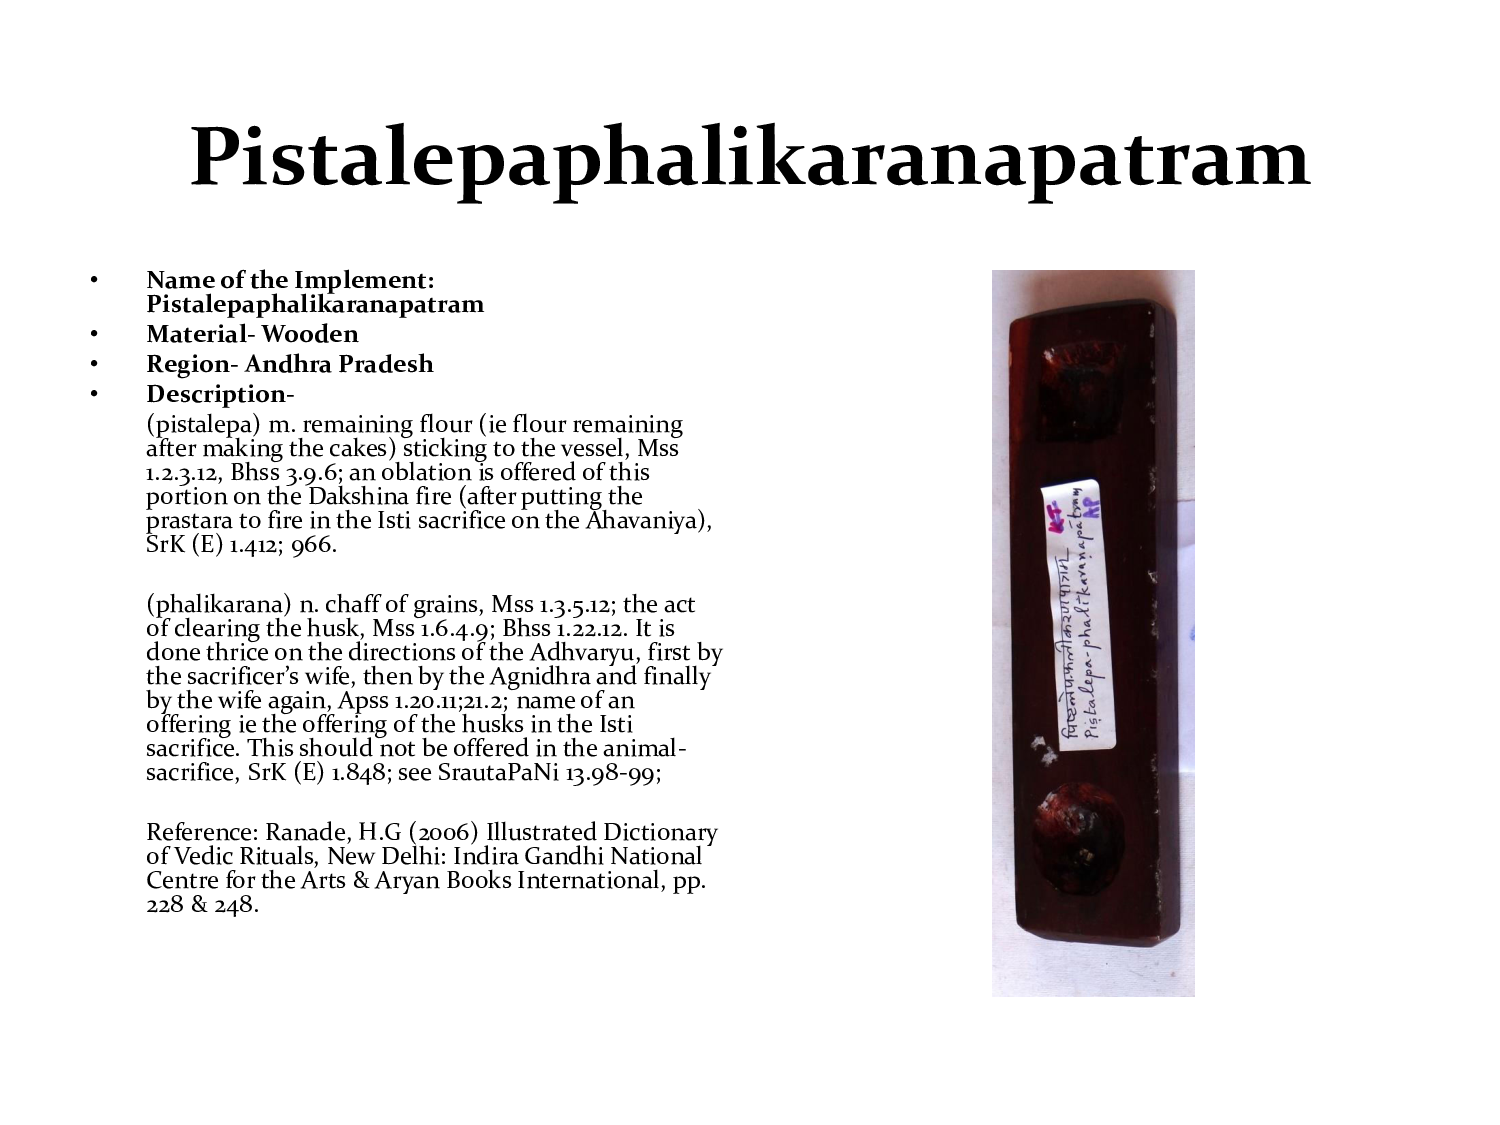 Pistalepaphalikaranapatram
• Name of the Implement:
Pistalepaphalikaranapatram
• Material- Wooden
• Region- Andhra Pradesh
• Description-
(pistalepa) m. remaining flour (ie flour remaining
after making the cakes) sticking to the vessel, Mss
1.2.3.12, Bhss 3.9.6; an oblation is offered of this
portion on the Dakshina fire (after putting the
prastara to fire in the Isti sacrifice on the Ahavaniya),
SrK (E) 1.412; 966.
(phalikarana) n. chaff of grains, Mss 1.3.5.12; the act
of clearing the husk, Mss 1.6.4.9; Bhss 1.22.12. It is
done thrice on the directions of the Adhvaryu, first by
the sacrificer’s wife, then by the Agnidhra and finally
by the wife again, Apss 1.20.11;21.2; name of an
offering ie the offering of the husks in the Isti
sacrifice. This should not be offered in the animal-
sacrifice, SrK (E) 1.848; see SrautaPaNi 13.98-99;
Reference: Ranade, H.G (2006) Illustrated Dictionary
of Vedic Rituals, New Delhi: Indira Gandhi National
Centre for the Arts & Aryan Books International, pp.
228 & 248.
पिष्टलेपफलीकरणपात्रम्
Piṣṭalepa-phalīkaraṇapātram
AP